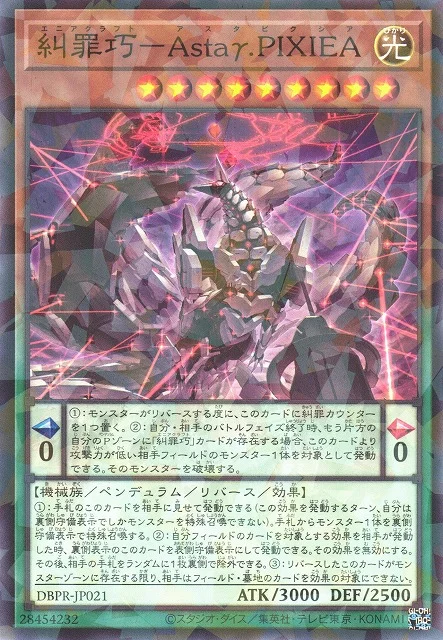 エニアクラフト アスタピクシア
糾罪巧－Astaγ.PIXIEA
ひかり
光
①：モンスターがリバースする度に、このカードに糾罪カウンター
を1つ置く。②：自分・相手のバトルフェイズ終了時、もう片方の
自分のPゾーンに「糾罪巧」カードが存在する場合、このカードより
攻撃力が低い相手フィールドのモンスター1体を対象として発動
できる。そのモンスターを破壊する。
0
0
【機械族／ペンデュラム／リバース／効果】
①：手札のこのカードを相手に見せて発動できる（この効果を発動するターン、自分は
裏側守備表示でしかモンスターを特殊召喚できない）。手札からモンスター1体を裏側
守備表示で特殊召喚する。②：自分フィールドのカードを対象とする効果を相手が発動
した時、裏側表示のこのカードを表側守備表示にして発動できる。その効果を無効にする。
その後、相手の手札をランダムに1枚裏側で除外できる。③：リバースしたこのカードがモン
スターゾーンに存在する限り、相手はフィールド・墓地のカードを効果の対象にできない。
DBPR-JP021
ATK/3000 DEF/2500
28454232
©スタジオ・ダイス／集英社・テレビ東京・KONAMI